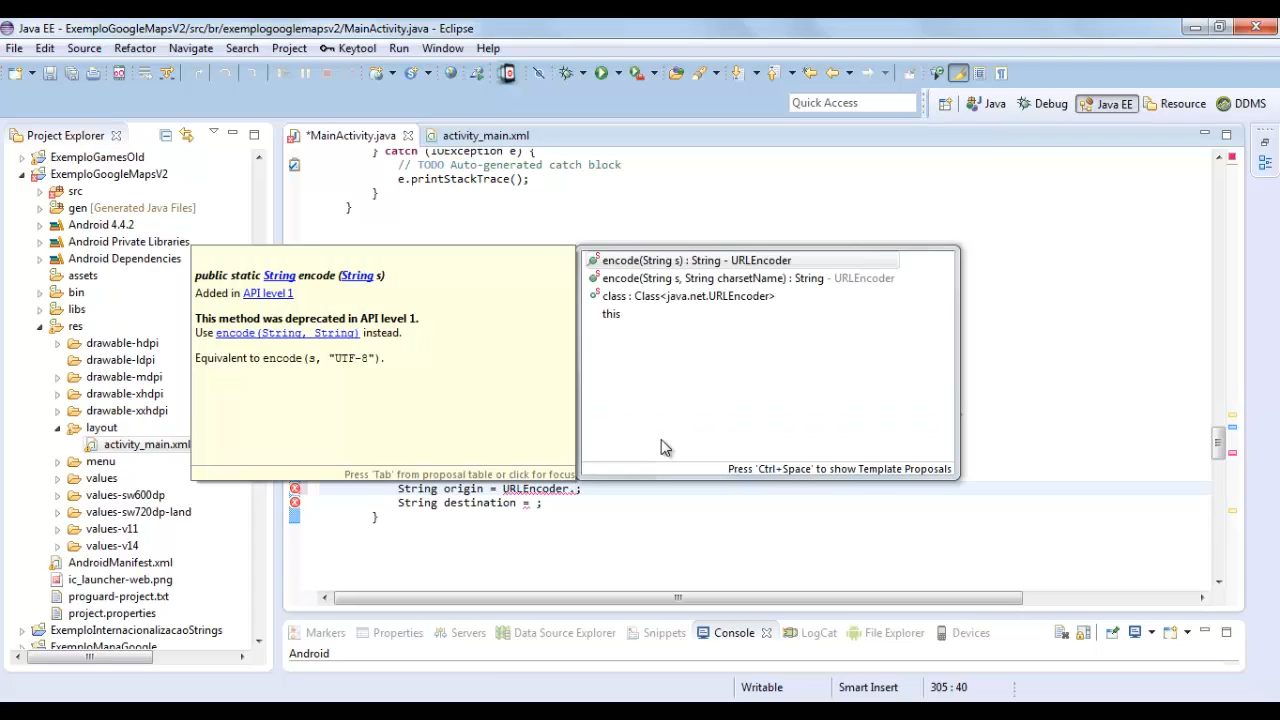 Java EE - ExemploGoogleMapsV2/src/br/exemplogooglemapsv2/MainActivity.java - Eclipse
File Edit Source Refactor Navigate Search Project Keytool Run Window Help
Quick Access
Java Debug Java EE Resource DDMS
Project Explorer
*MainActivity.java activity_main.xml
ExemploGamesOld
ExemploGoogleMapsV2
src
gen [Generated Java Files]
Android 4.4.2
Android Private Libraries
Android Dependencies
assets
bin
libs
res
drawable-hdpi
drawable-ldpi
drawable-mdpi
drawable-xhdpi
drawable-xxhdpi
layout
activity_main.xml
menu
values
values-sw600dp
values-sw720dp-land
values-v11
values-v14
AndroidManifest.xml
ic_launcher-web.png
proguard-project.txt
project.properties
ExemploInternacionalizacaoStrings
ExemploMapaGoogle
} catch (IOException e) {
// TODO Auto-generated catch block
e.printStackTrace();
}
}
public static String encode (String s)
Added in API level 1
This method was deprecated in API level 1.
Use encode(String, String) instead.
Equivalent to encode(s, "UTF-8").
Press 'Tab' from proposal table or click for focus
encode(String s) : String - URLEncoder
encode(String s, String charsetName) : String - URLEncoder
class : Class<java.net.URLEncoder>
this
Press 'Ctrl+Space' to show Template Proposals
String origin = URLEncoder.;
String destination = ;
}
Markers Properties Servers Data Source Explorer Snippets Console LogCat File Explorer Devices
Android
Writable Smart Insert 305 : 40